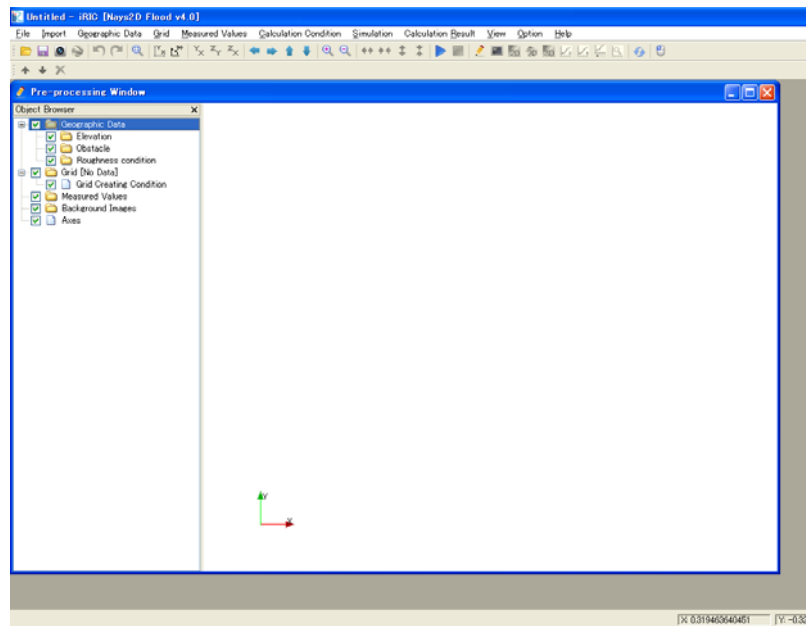 Untitled - iRIC [Nays2D Flood v4.0]
File Import Geographic Data Grid Measured Values Calculation Condition Simulation Calculation Result View Option Help
Pre-processing Window
Object Browser
Geographic Data
Elevation
Obstacle
Roughness condition
Grid [No Data]
Grid Creating Condition
Measured Values
Background Images
Axes
Y
X
X: 0.319463640451 Y: -0.32